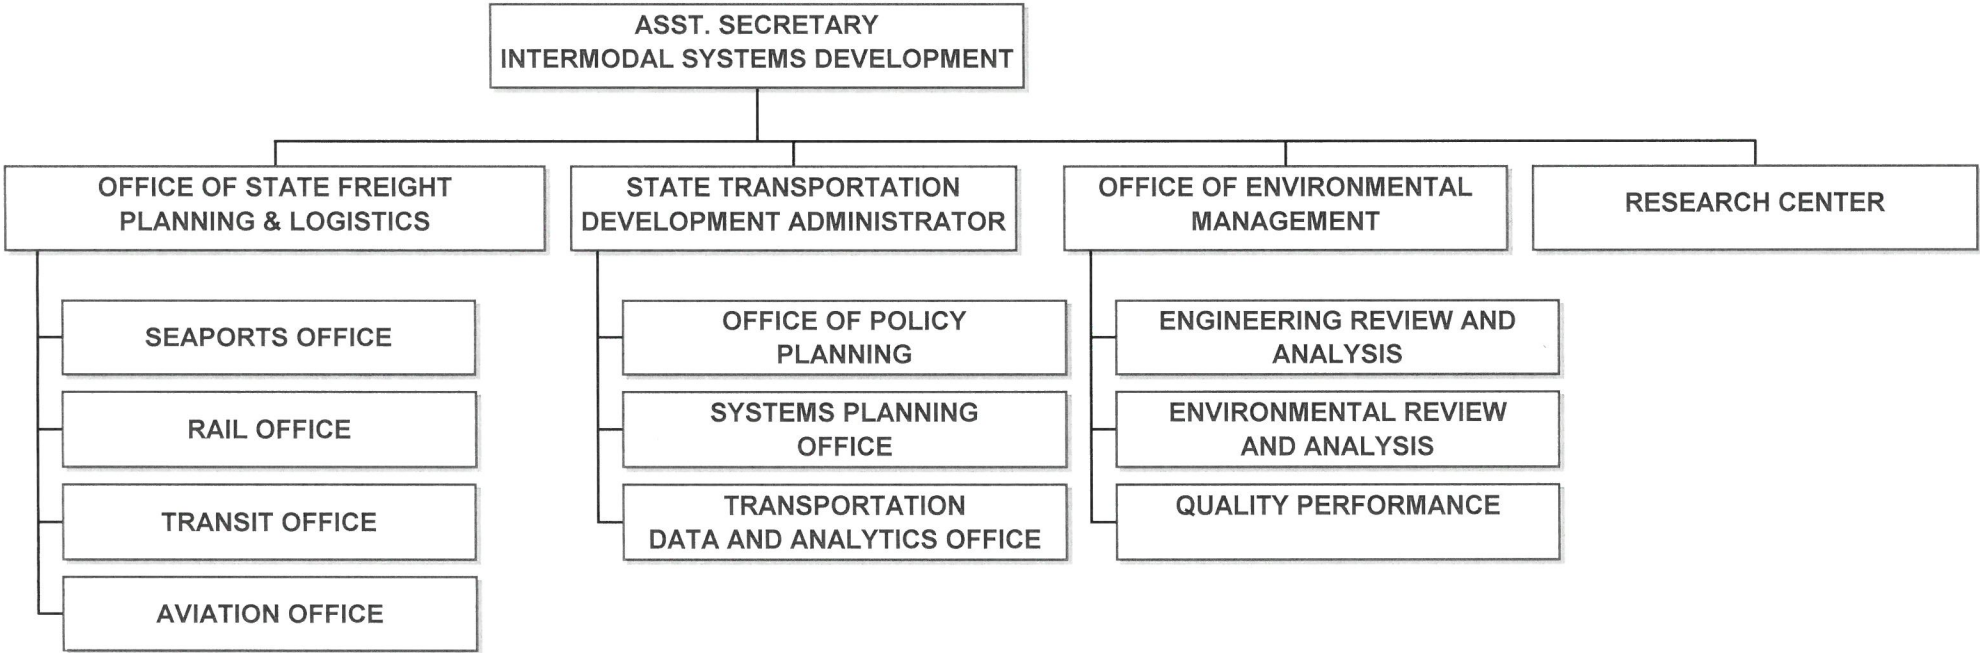 ASST. SECRETARY
INTERMODAL SYSTEMS DEVELOPMENT
OFFICE OF STATE FREIGHT
PLANNING & LOGISTICS
STATE TRANSPORTATION
DEVELOPMENT ADMINISTRATOR
OFFICE OF ENVIRONMENTAL
MANAGEMENT
RESEARCH CENTER
SEAPORTS OFFICE
RAIL OFFICE
TRANSIT OFFICE
AVIATION OFFICE
OFFICE OF POLICY
PLANNING
SYSTEMS PLANNING
OFFICE
TRANSPORTATION
DATA AND ANALYTICS OFFICE
ENGINEERING REVIEW AND
ANALYSIS
ENVIRONMENTAL REVIEW
AND ANALYSIS
QUALITY PERFORMANCE